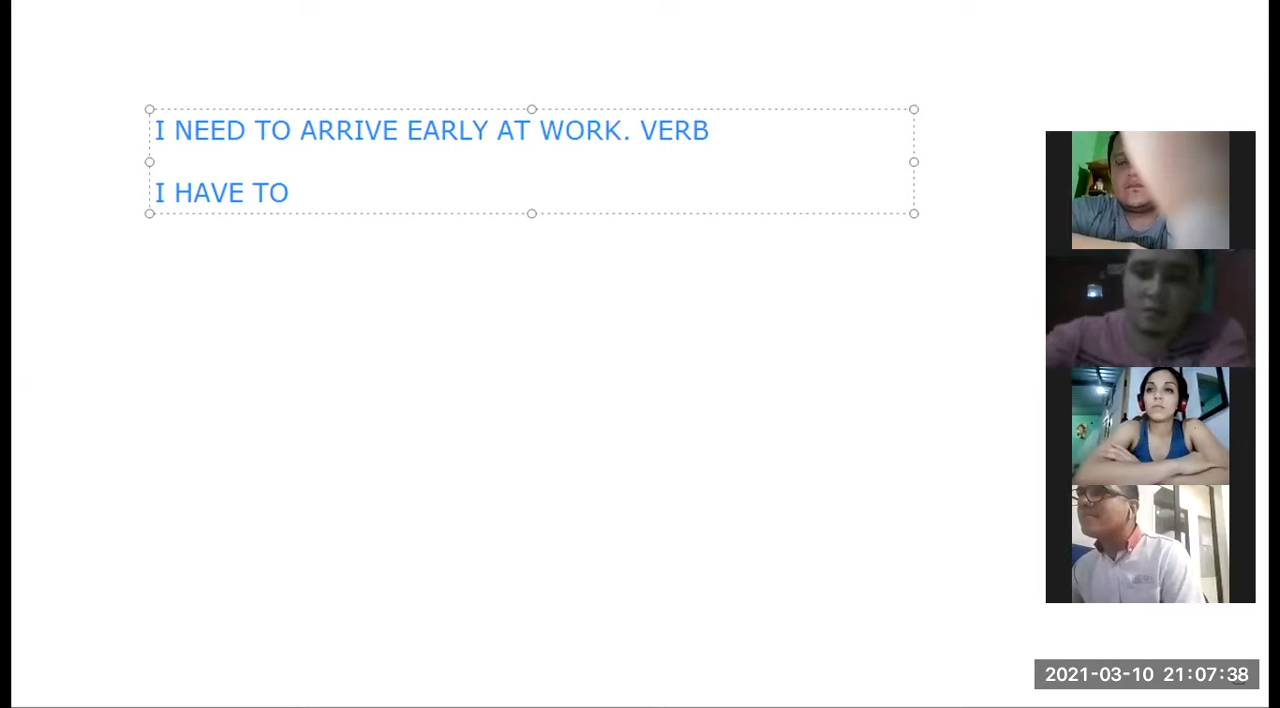 I NEED TO ARRIVE EARLY AT WORK. VERB
I HAVE TO
2021-03-10 21:07:38